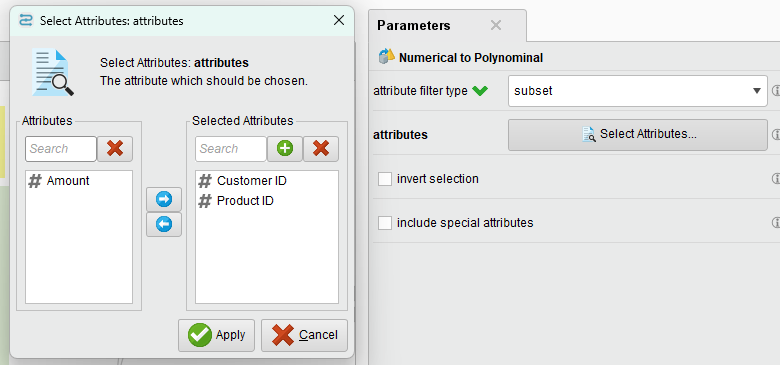 Select Attributes: attributes
Select Attributes: attributes
The attribute which should be chosen.
Attributes
Search
# Amount
Selected Attributes
Search
# Customer ID
# Product ID
Apply
Cancel
Parameters
Numerical to Polynominal
attribute filter type
subset
attributes
Select Attributes...
invert selection
include special attributes